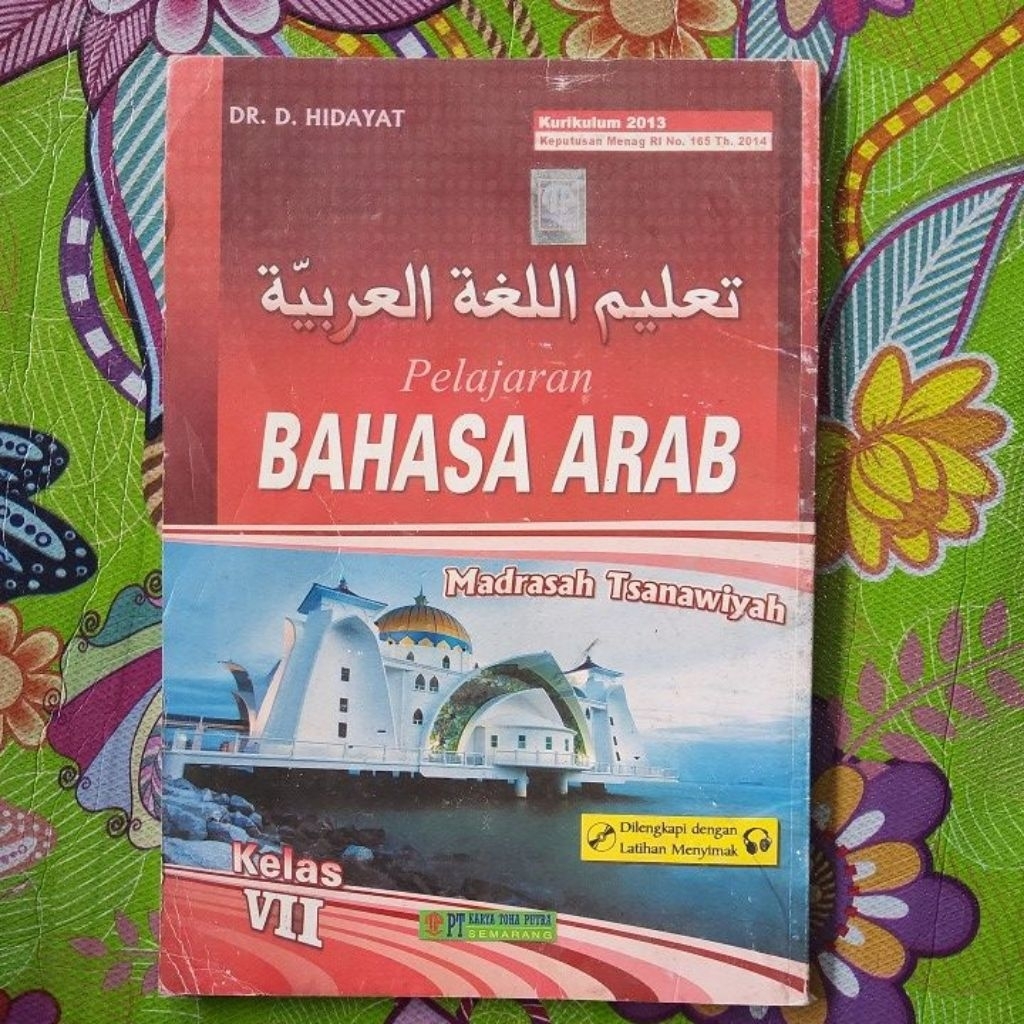 DR. D. HIDAYAT
Kurikulum 2013
Keputusan Menag RI No. 165 Th. 2014
تعليم اللغة العربيّة
Pelajaran
BAHASA ARAB
Madrasah Tsanawiyah
Dilengkapi dengan
Latihan Menyimak
Kelas
VII
PT KARYA TOHA PUTRA
SEMARANG